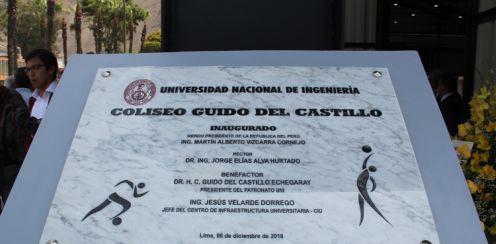 UNIVERSIDAD NACIONAL DE INGENIERÍA
COLISEO GUIDO DEL CASTILLO
INAUGURADO
SIENDO PRESIDENTE DE LA REPÚBLICA DEL PERÚ
ING. MARTÍN ALBERTO VIZCARRA CORNEJO
RECTOR
DR. ING. JORGE ELÍAS ALVA HURTADO
BENEFACTOR
DR. H. C. GUIDO DEL CASTILLO ECHEGARAY
PRESIDENTE DEL PATRONATO UNI
ING. JESÚS VELARDE DORREGO
JEFE DEL CENTRO DE INFRAESTRUCTURA UNIVERSITARIA - CIU
Lima, 06 de diciembre de 2018